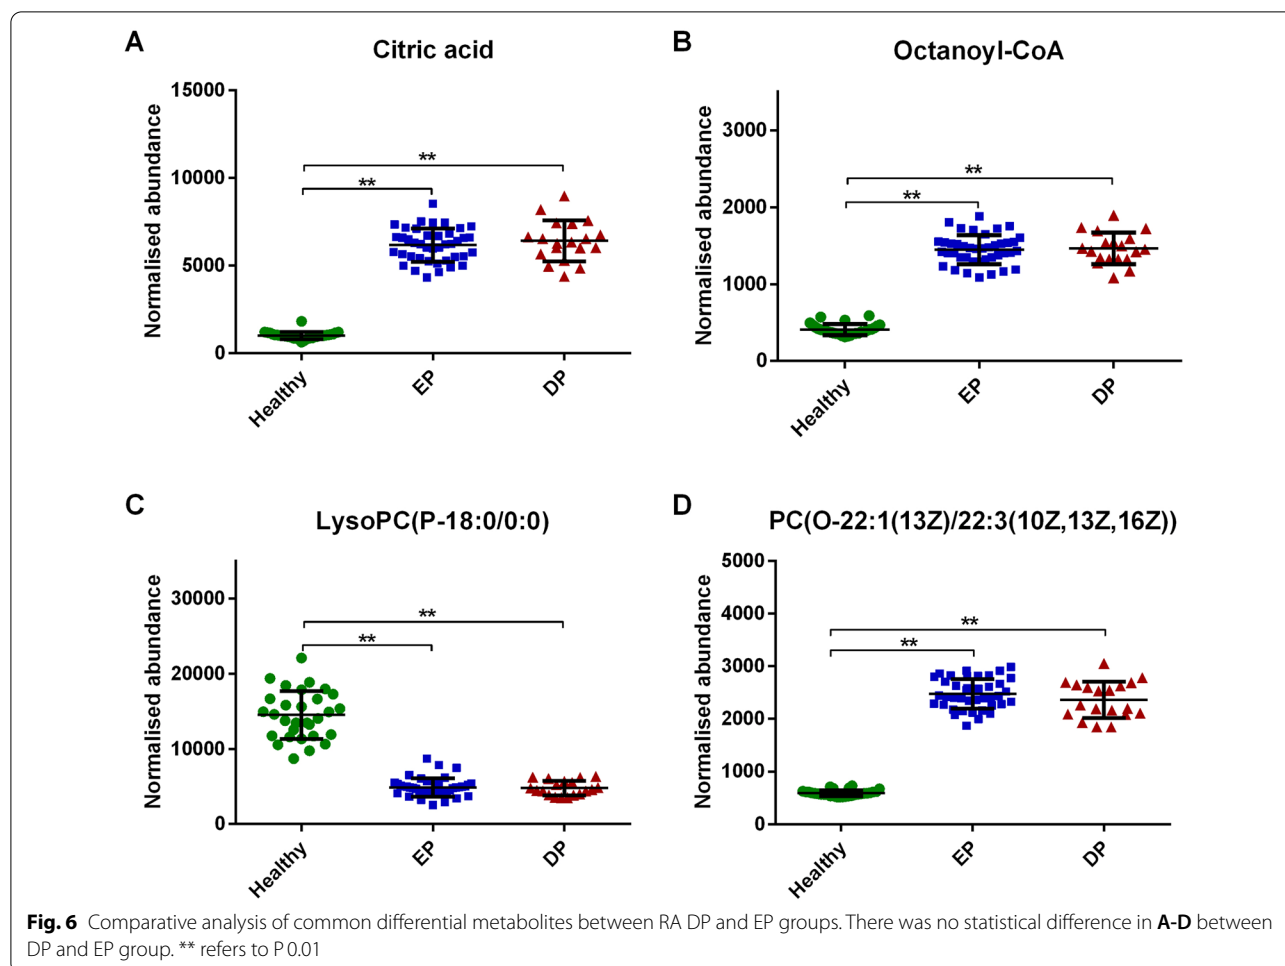 A
Citric acid
Normalised abundance
15000
10000
5000
0
**
**
Healthy
EP
DP
B
Octanoyl-CoA
Normalised abundance
3000
2000
1000
0
**
**
Healthy
EP
DP
C
LysoPC(P-18:0/0:0)
Normalised abundance
30000
20000
10000
0
**
**
Healthy
EP
DP
D
PC(O-22:1(13Z)/22:3(10Z,13Z,16Z))
Normalised abundance
5000
4000
3000
2000
1000
0
**
**
Healthy
EP
DP
Fig. 6 Comparative analysis of common differential metabolites between RA DP and EP groups. There was no statistical difference in A-D between
DP and EP group. ** refers to P 0.01